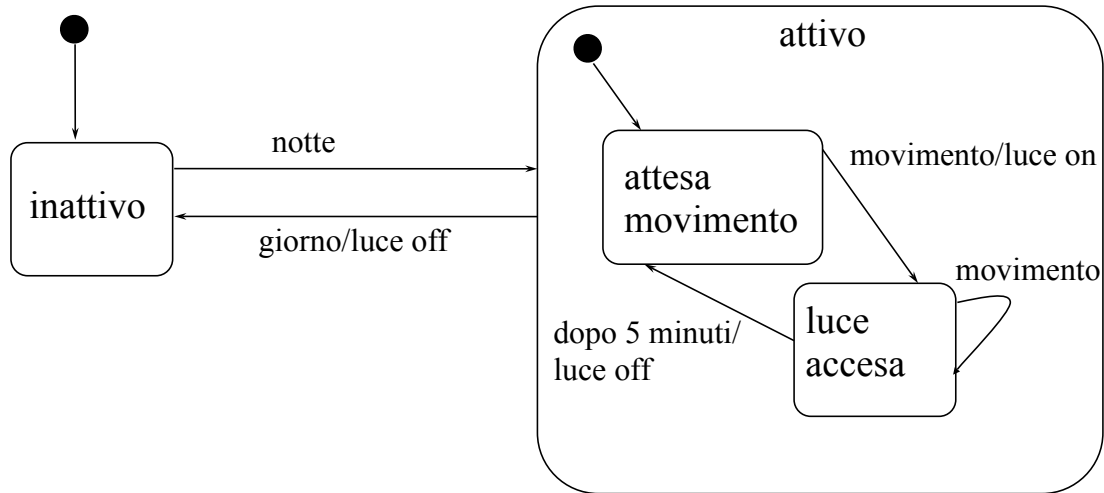 attivo
notte
inattivo
giorno/luce off
attesa
movimento
movimento/luce on
movimento
luce
accesa
dopo 5 minuti/
luce off